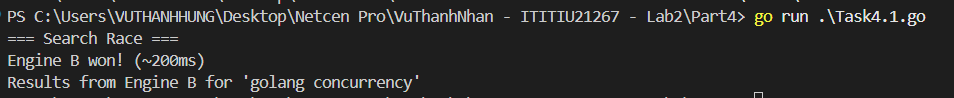 PS C:\Users\VUTHANHHUNG\Desktop\Netcen Pro\VuThanhNhan - ITITIU21267 - Lab2\Part4> go run .\Task4.1.go
=== Search Race ===
Engine B won! (~200ms)
Results from Engine B for 'golang concurrency'